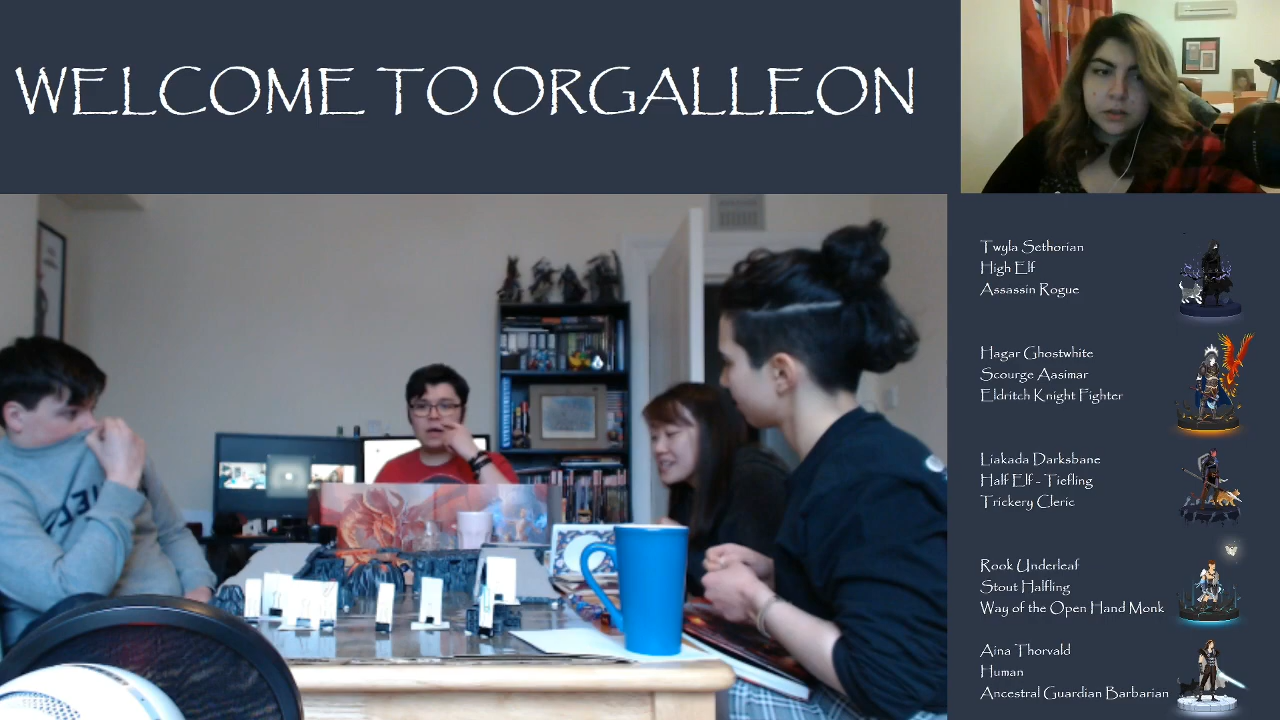 WELCOME TO ORGALLEON
Twyla Sethorian
High Elf
Assassin Rogue
Hagar Ghostwhite
Scourge Aasimar
Eldritch Knight Fighter
Liakada Darksbane
Half Elf - Tiefling
Trickery Cleric
Rook Underleaf
Stout Halfling
Way of the Open Hand Monk
Aina Thorvald
Human
Ancestral Guardian Barbarian